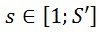 s ∈ [1; S′]